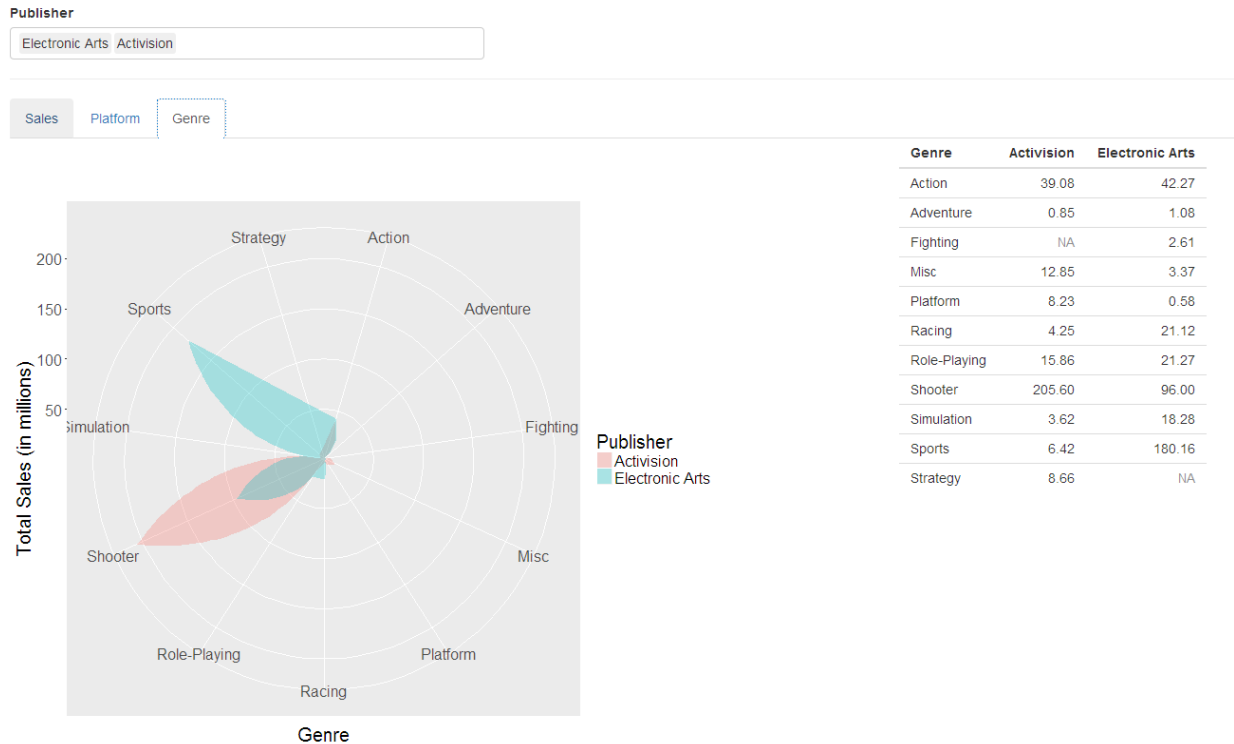 Publisher
Electronic Arts Activision
Sales Platform Genre
Genre Activision Electronic Arts
Action 39.08 42.27
Adventure 0.85 1.08
Fighting NA 2.61
Misc 12.85 3.37
Platform 8.23 0.58
Racing 4.25 21.12
Role-Playing 15.86 21.27
Shooter 205.60 96.00
Simulation 3.62 18.28
Sports 6.42 180.16
Strategy 8.66 NA
Total Sales (in millions)
200
150
100
50
Strategy
Action
Sports
Adventure
Simulation
Fighting
Shooter
Misc
Role-Playing
Platform
Racing
Genre
Publisher
Activision
Electronic Arts